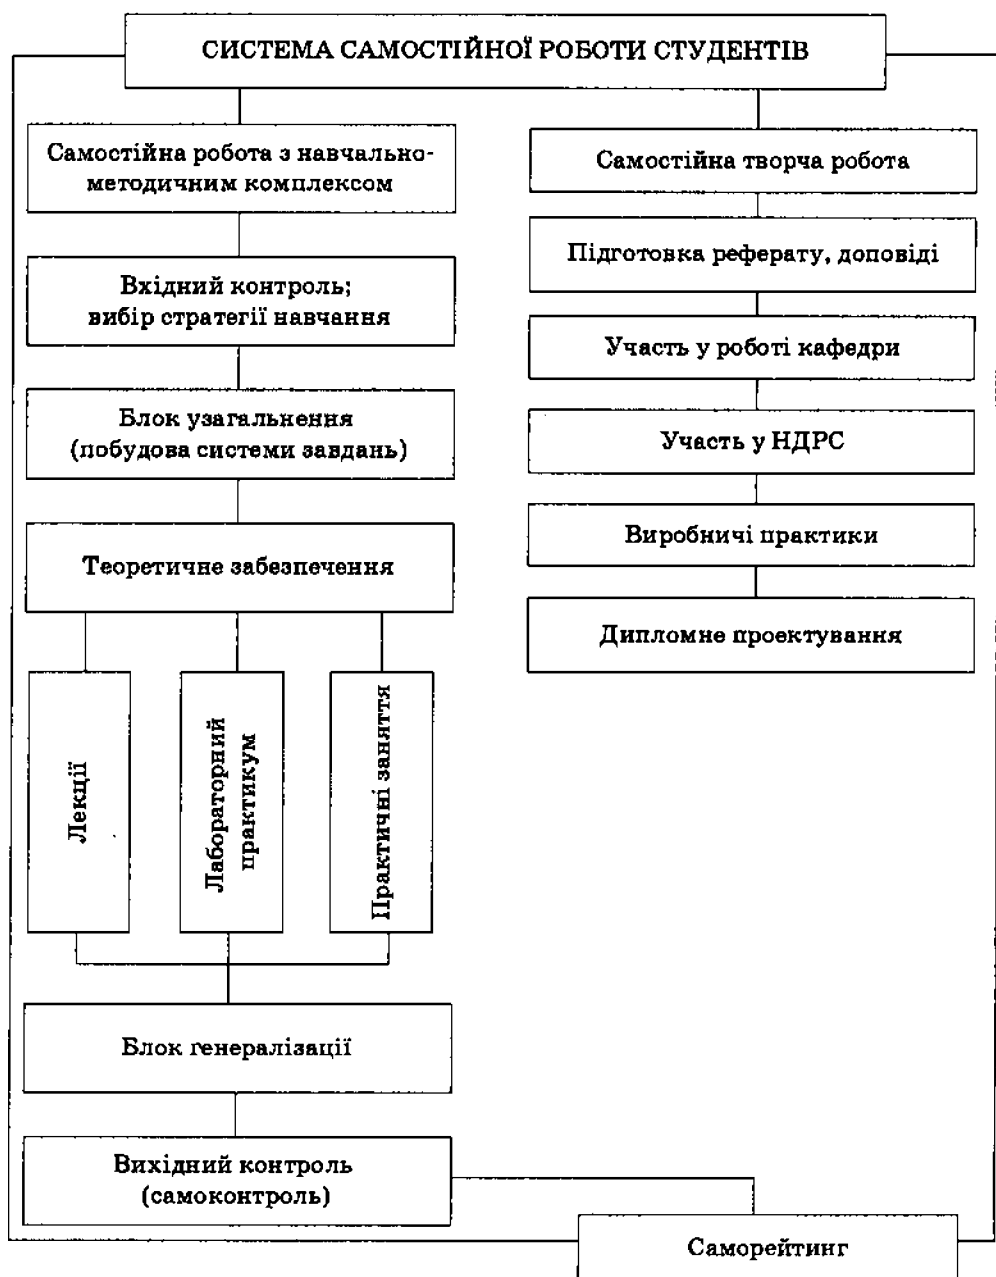 СИСТЕМА САМОСТІЙНОЇ РОБОТИ СТУДЕНТІВ
Самостійна робота з навчально-
методичним комплексом
Вхідний контроль;
вибір стратегії навчання
Блок узагальнення
(побудова системи завдань)
Теоретичне забезпечення
Лекції
Лабораторний
практикум
Практичні заняття
Блок ґенералізації
Вихідний контроль
(самоконтроль)
Самостійна творча робота
Підготовка реферату, доповіді
Участь у роботі кафедри
Участь у НДРС
Виробничі практики
Дипломне проектування
Саморейтинг